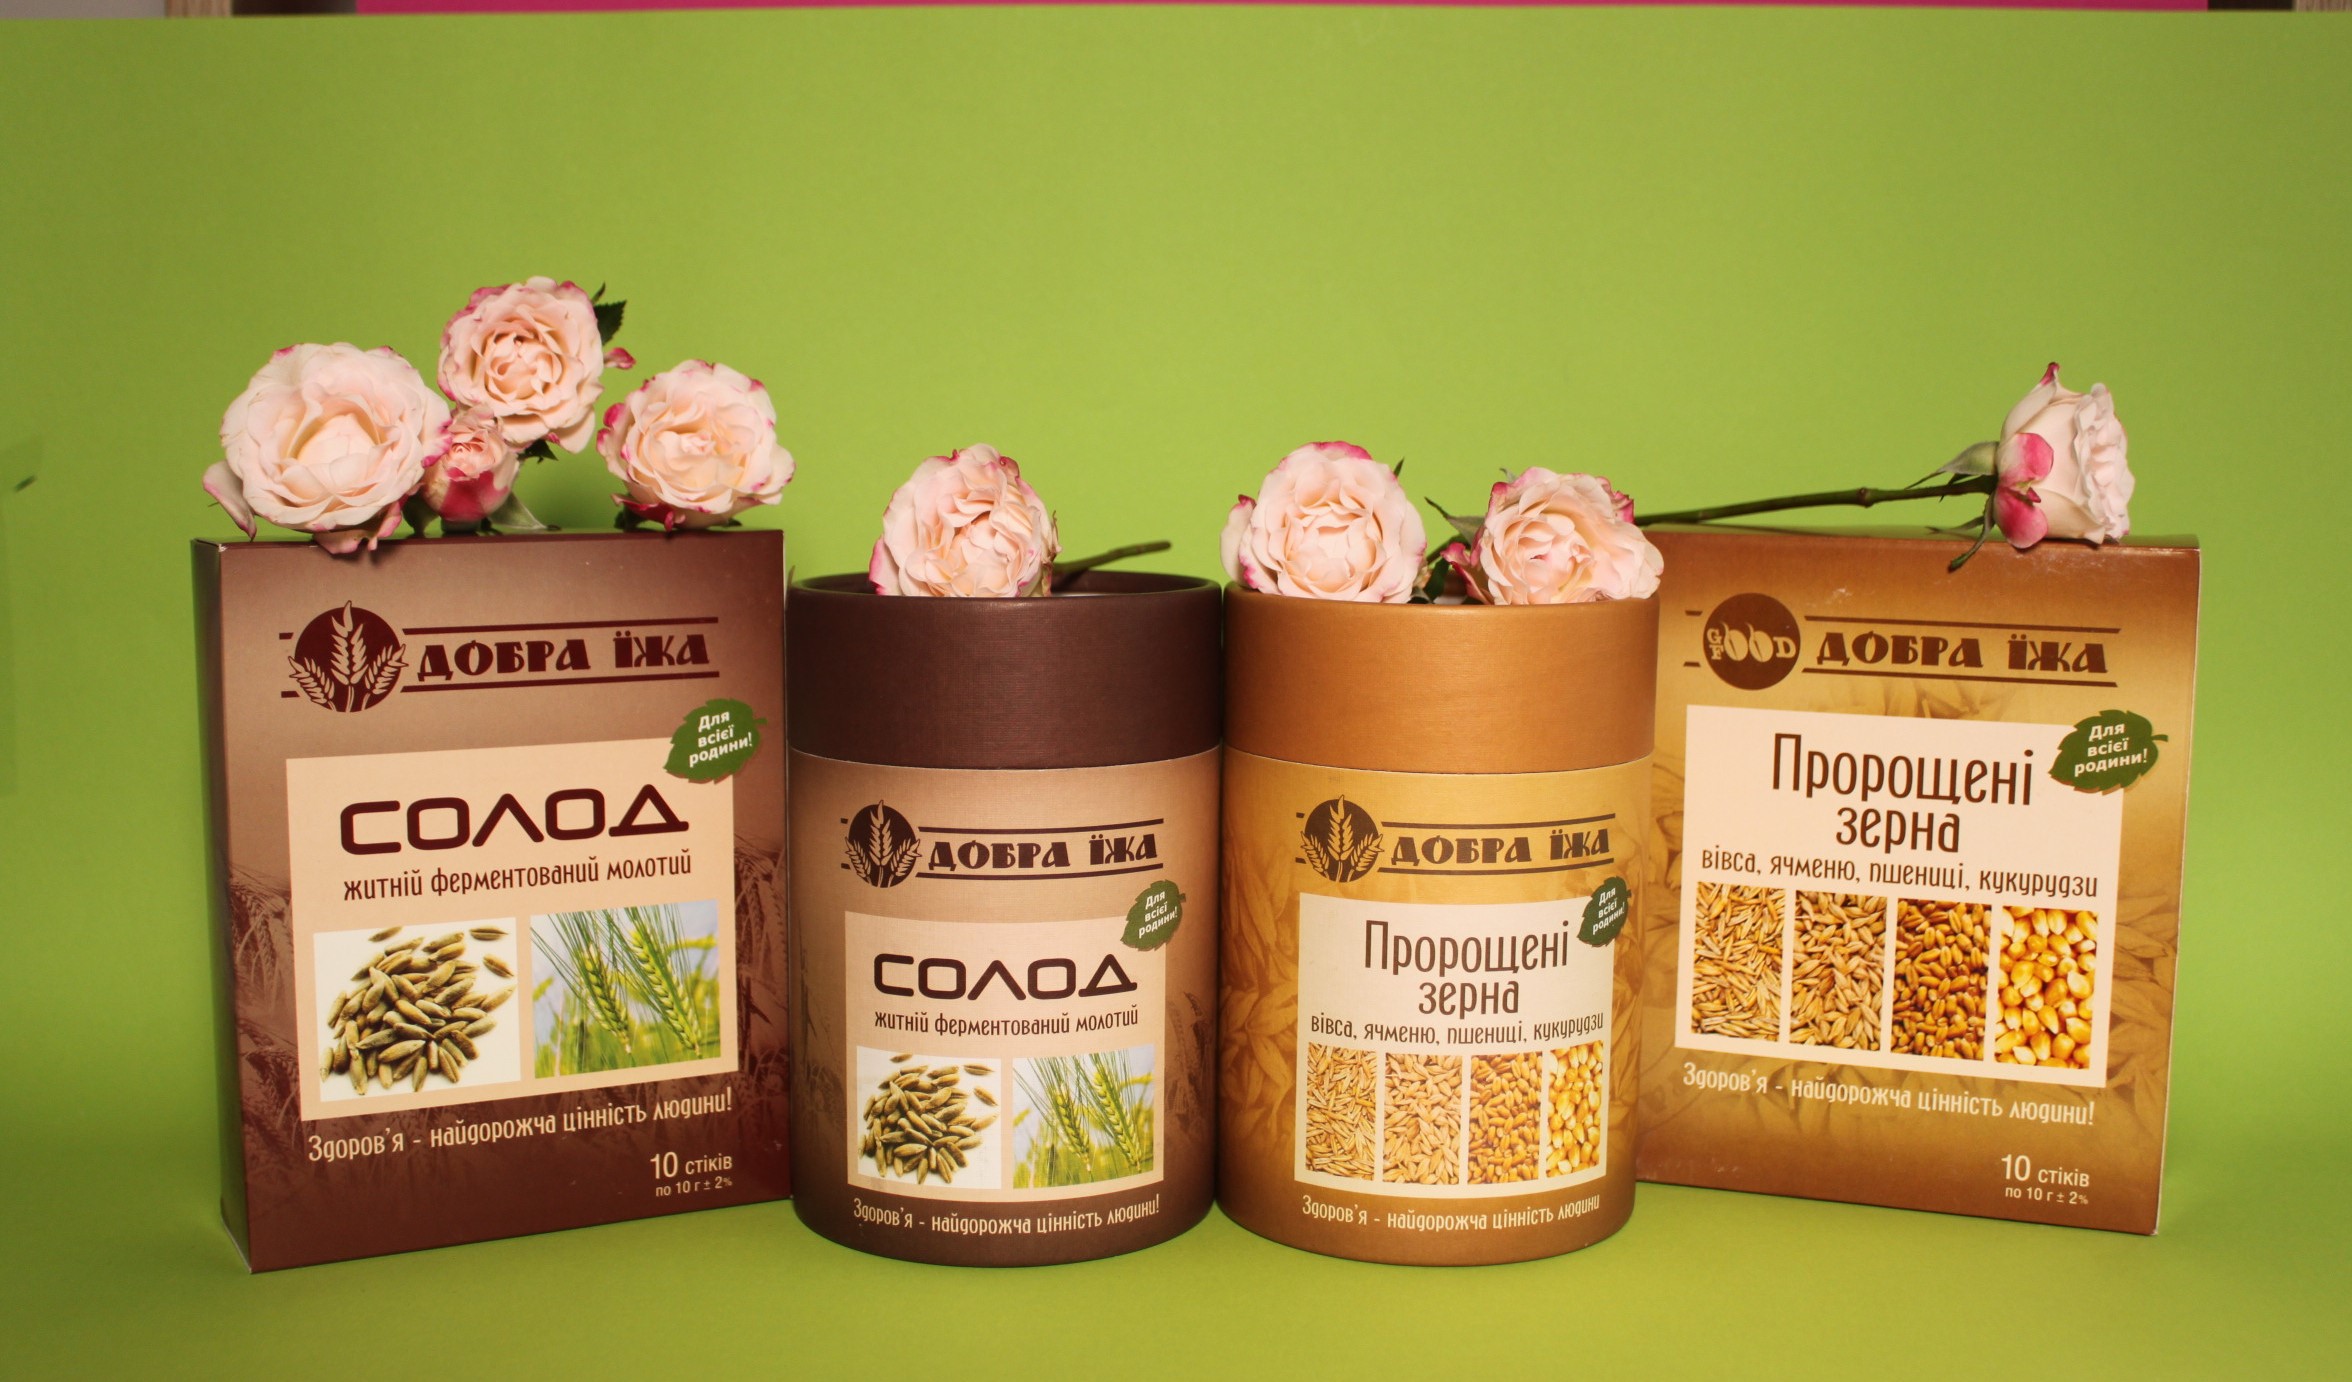 ДОБРА ЇЖА
Для
всієї
родини!
СОЛОД
житній ферментований молотий
Здоров'я - найдорожча цінність людини!
10 стіків
по 10 г ± 2%
ДОБРА ЇЖА
Для
всієї
родини!
СОЛОД
житній ферментований молотий
Здоров'я - найдорожча цінність людини!
ДОБРА ЇЖА
Для
всієї
родини!
Пророщені
зерна
вівса, ячменю, пшениці, кукурудзи
Здоров'я - найдорожча цінність людини
GOOD
FOOD
ДОБРА ЇЖА
Для
всієї
родини!
Пророщені
зерна
вівса, ячменю, пшениці, кукурудзи
Здоров'я - найдорожча цінність людини!
10 стіків
по 10 г ± 2%